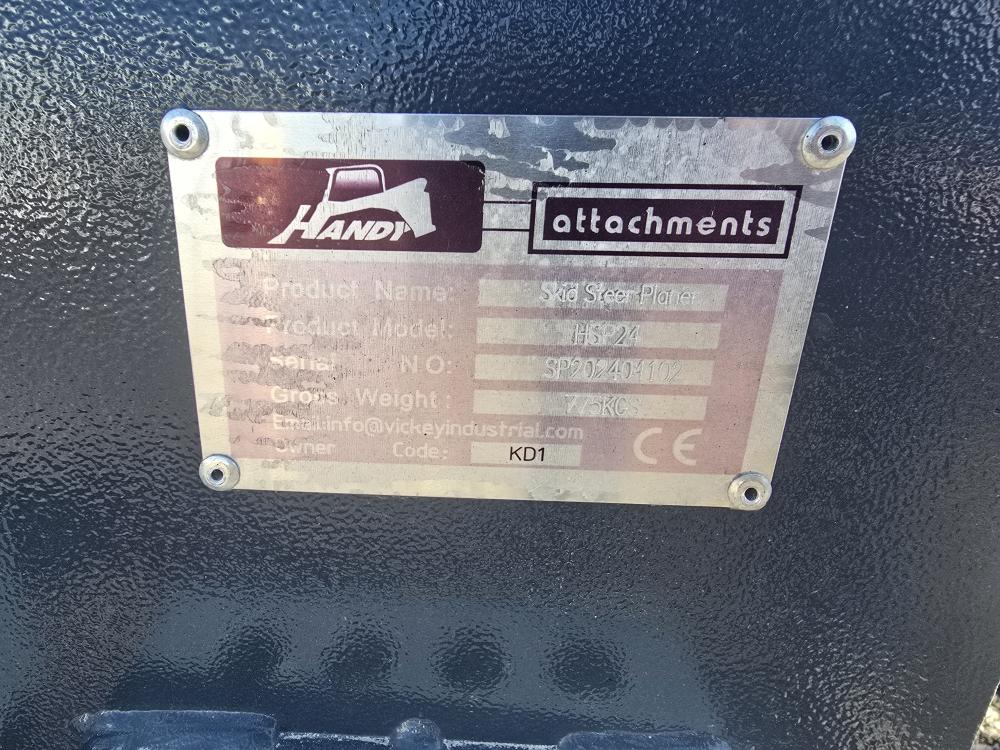 HANDY
attachments
Product Name: Skid Steer Planer
Product Model: HSP24
Serial NO: SP202404102
Gross Weight: 775KGS
Email:info@vickeyindustrial.com
Owner Code: KD1
CE